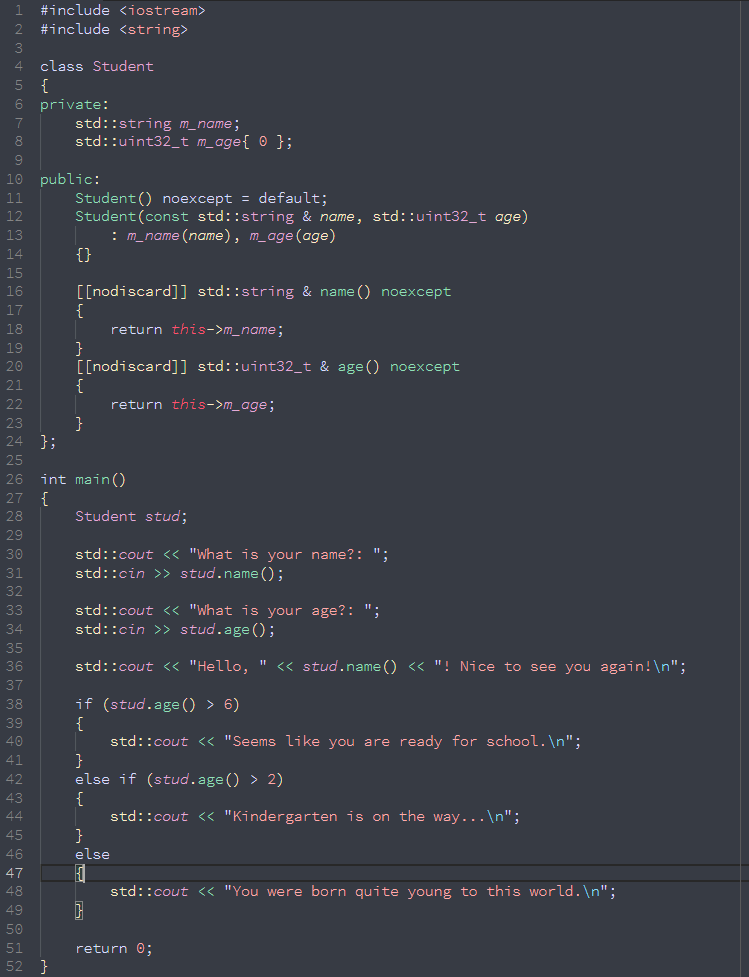 1 #include <iostream>
2 #include <string>
3
4 class Student
5 {
6 private:
7     std::string m_name;
8     std::uint32_t m_age{ 0 };
9
10 public:
11     Student() noexcept = default;
12     Student(const std::string & name, std::uint32_t age)
13         : m_name(name), m_age(age)
14     {}
15
16     [[nodiscard]] std::string & name() noexcept
17     {
18         return this->m_name;
19     }
20     [[nodiscard]] std::uint32_t & age() noexcept
21     {
22         return this->m_age;
23     }
24 };
25
26 int main()
27 {
28     Student stud;
29
30     std::cout << "What is your name?: ";
31     std::cin >> stud.name();
32
33     std::cout << "What is your age?: ";
34     std::cin >> stud.age();
35
36     std::cout << "Hello, " << stud.name() << "! Nice to see you again!\n";
37
38     if (stud.age() > 6)
39     {
40         std::cout << "Seems like you are ready for school.\n";
41     }
42     else if (stud.age() > 2)
43     {
44         std::cout << "Kindergarten is on the way...\n";
45     }
46     else
47     {
48         std::cout << "You were born quite young to this world.\n";
49     }
50
51     return 0;
52 }